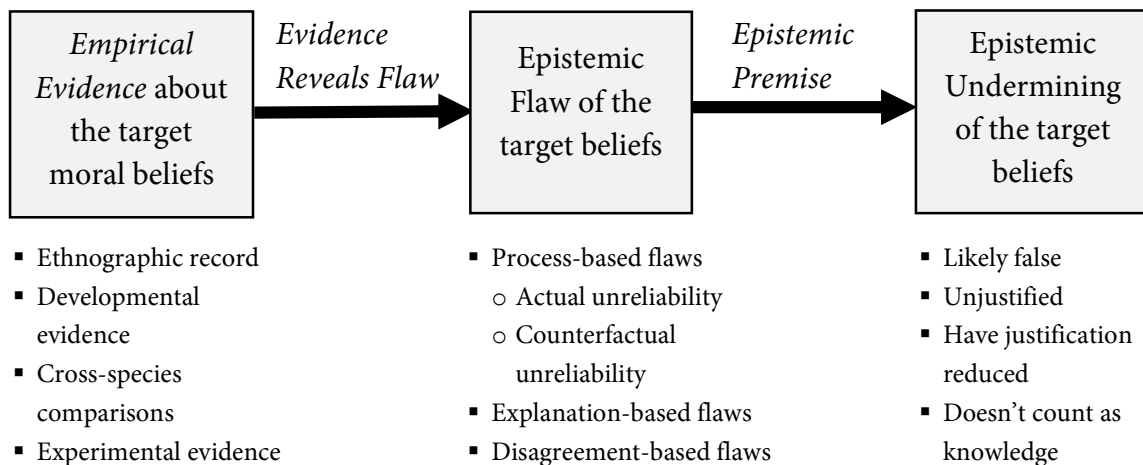 Empirical
Evidence about
the target
moral beliefs
Evidence
Reveals Flaw
Epistemic
Flaw of the
target beliefs
Epistemic
Premise
Epistemic
Undermining
of the target
beliefs
▪ Ethnographic record
▪ Developmental
evidence
▪ Cross-species
comparisons
▪ Experimental evidence
▪ Process-based flaws
○ Actual unreliability
○ Counterfactual
unreliability
▪ Explanation-based flaws
▪ Disagreement-based flaws
▪ Likely false
▪ Unjustified
▪ Have justification
reduced
▪ Doesn't count as
knowledge